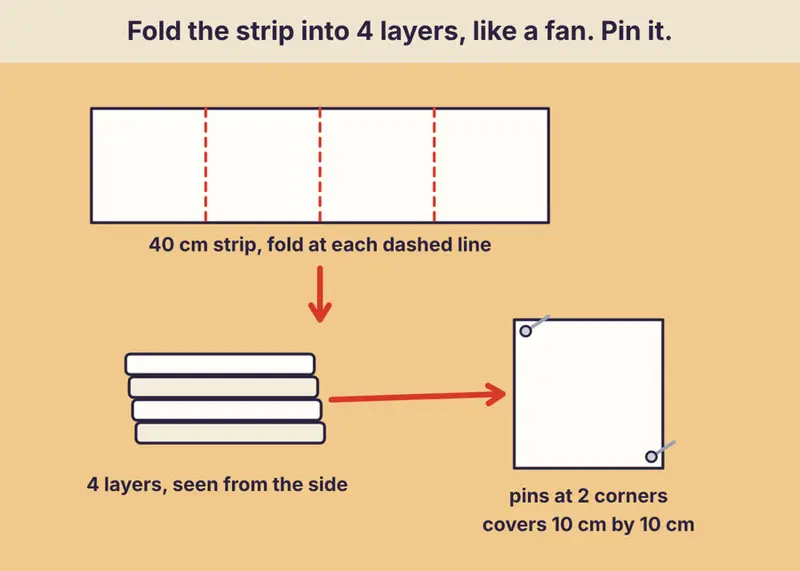 Fold the strip into 4 layers, like a fan. Pin it.
40 cm strip, fold at each dashed line
4 layers, seen from the side
pins at 2 corners
covers 10 cm by 10 cm